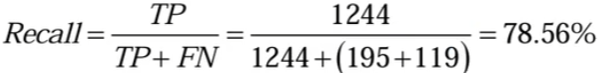 Recall = TP / (TP + FN) = 1244 / (1244 + (195 + 119)) = 78.56%